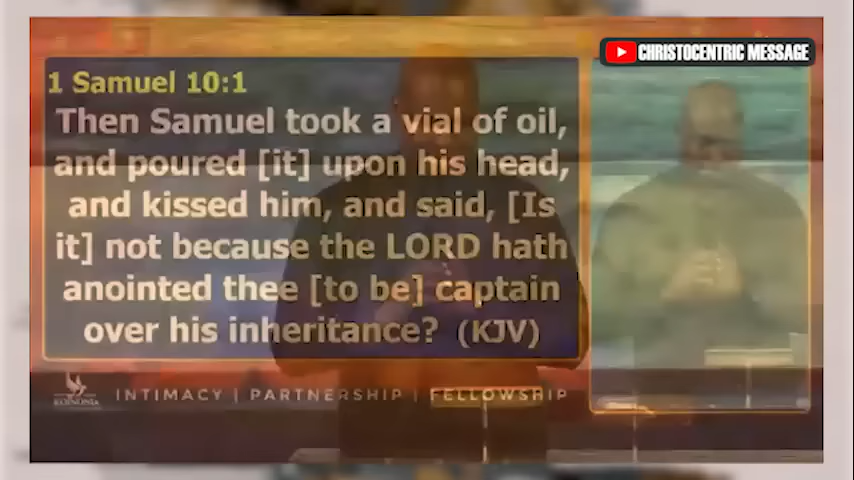 CHRISTOCENTRIC MESSAGE
1 Samuel 10:1
Then Samuel took a vial of oil,
and poured [it] upon his head,
and kissed him, and said, [Is
it] not because the LORD hath
anointed thee [to be] captain
over his inheritance? (KJV)
KOINONIA
INTIMACY | PARTNERSHIP | FELLOWSHIP